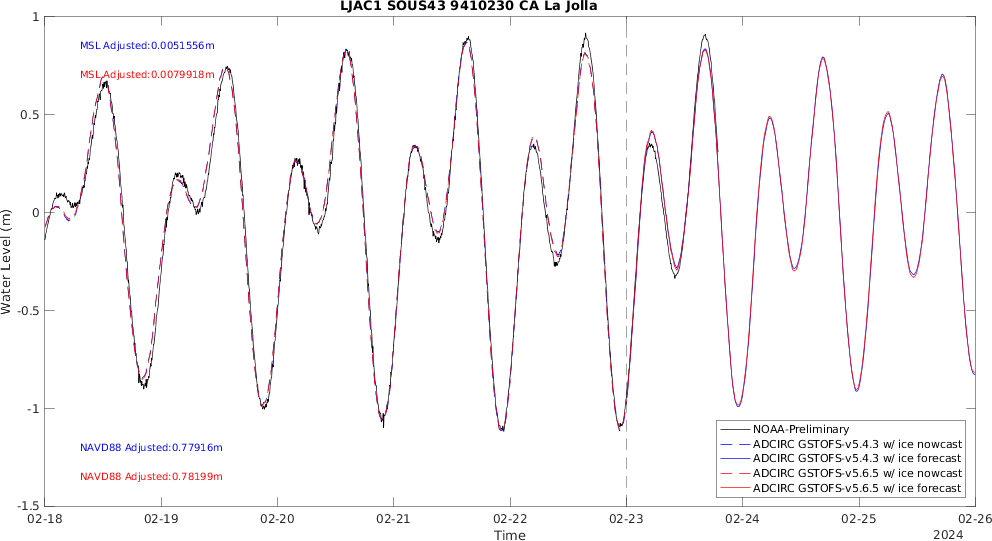 LJAC1 SOUS43 9410230 CA La Jolla
MSL Adjusted:0.0051556m
MSL Adjusted:0.0079918m
NAVD88 Adjusted:0.77916m
NAVD88 Adjusted:0.78199m
Water Level (m)
1
0.5
0
-0.5
-1
-1.5
NOAA-Preliminary
ADCIRC GSTOFS-v5.4.3 w/ ice nowcast
ADCIRC GSTOFS-v5.4.3 w/ ice forecast
ADCIRC GSTOFS-v5.6.5 w/ ice nowcast
ADCIRC GSTOFS-v5.6.5 w/ ice forecast
02-18 02-19 02-20 02-21 02-22 02-23 02-24 02-25 02-26
Time
2024